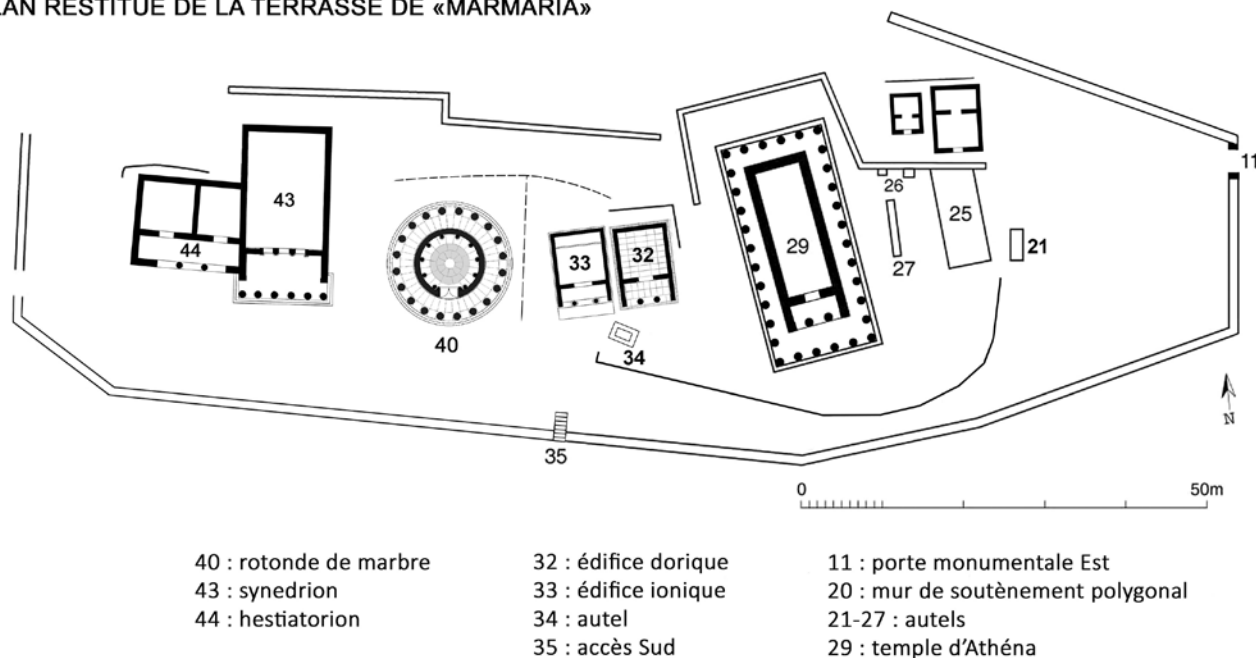 LAN RESTITUÉ DE LA TERRASSE DE «MARMARIA»
11
43
26
44
25
21
29
32
33
27
40
34
N
35
0
50m
40 : rotonde de marbre
43 : synedrion
44 : hestiatorion
32 : édifice dorique
33 : édifice ionique
34 : autel
35 : accès Sud
11 : porte monumentale Est
20 : mur de soutènement polygonal
21-27 : autels
29 : temple d'Athéna